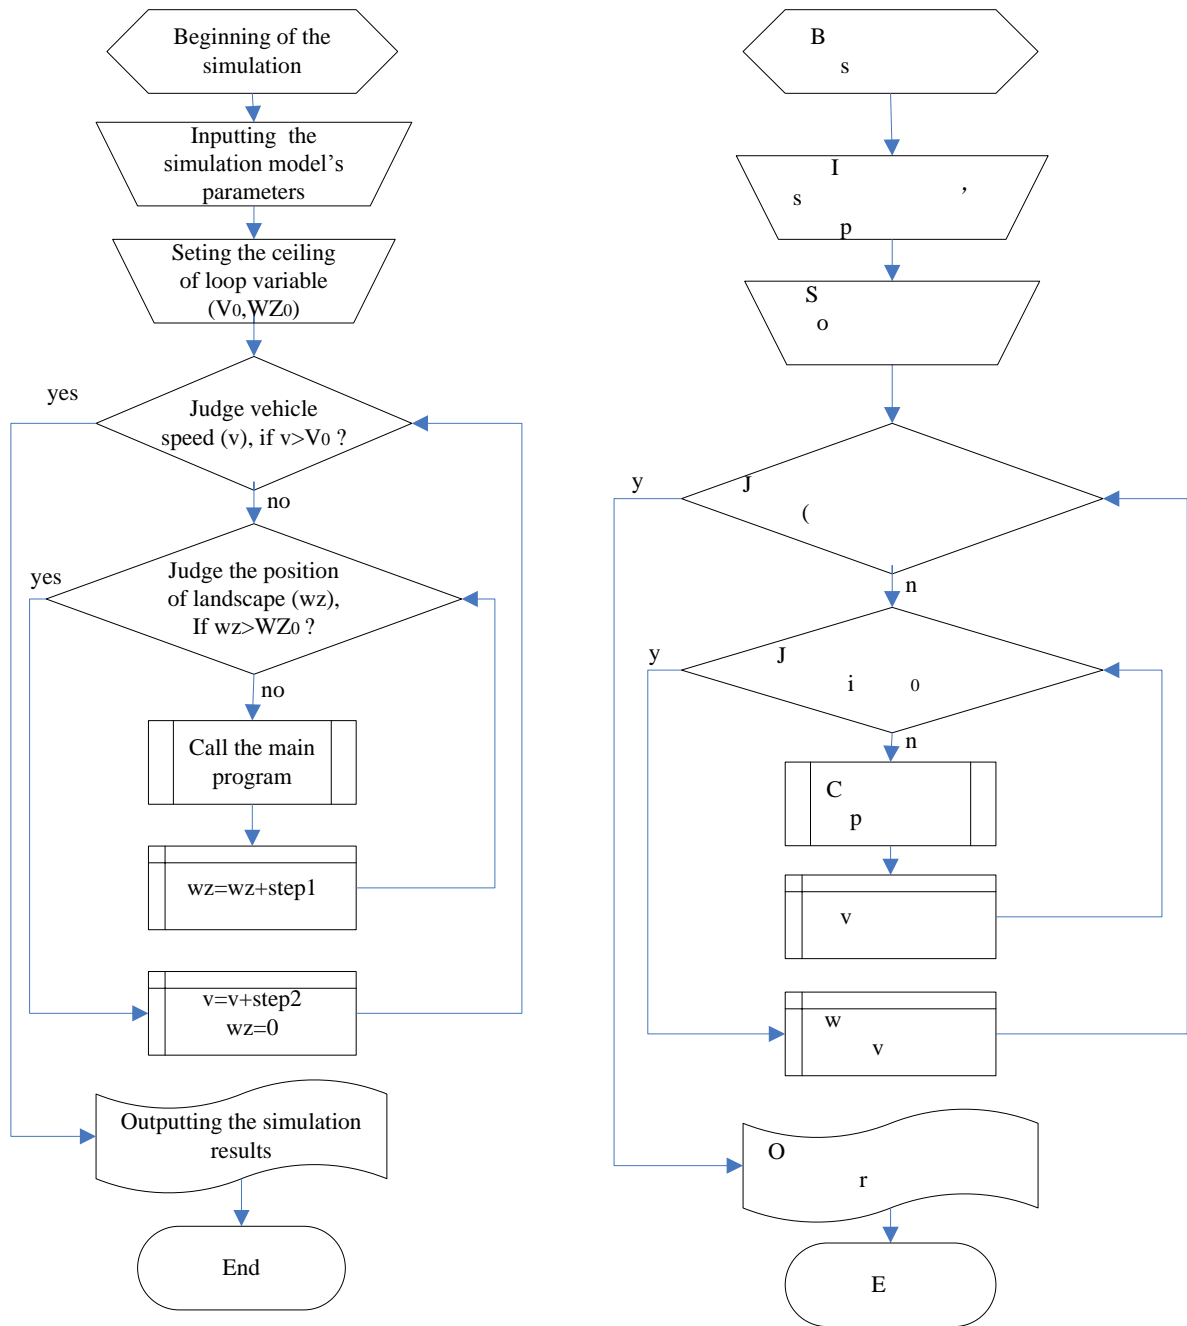 Beginning of the
simulation
Inputting the
simulation model's
parameters
Seting the ceiling
of loop variable
(V0,WZ0)
yes
Judge vehicle
speed (v), if v>V0 ?
no
yes
Judge the position
of landscape (wz),
If wz>WZ0 ?
no
Call the main
program
wz=wz+step1
v=v+step2
wz=0
Outputting the simulation
results
End
B
s
I
s ,
p
S
o
y
J
(
n
y
J
i 0
n
C
p
v
w
v
O
r
E